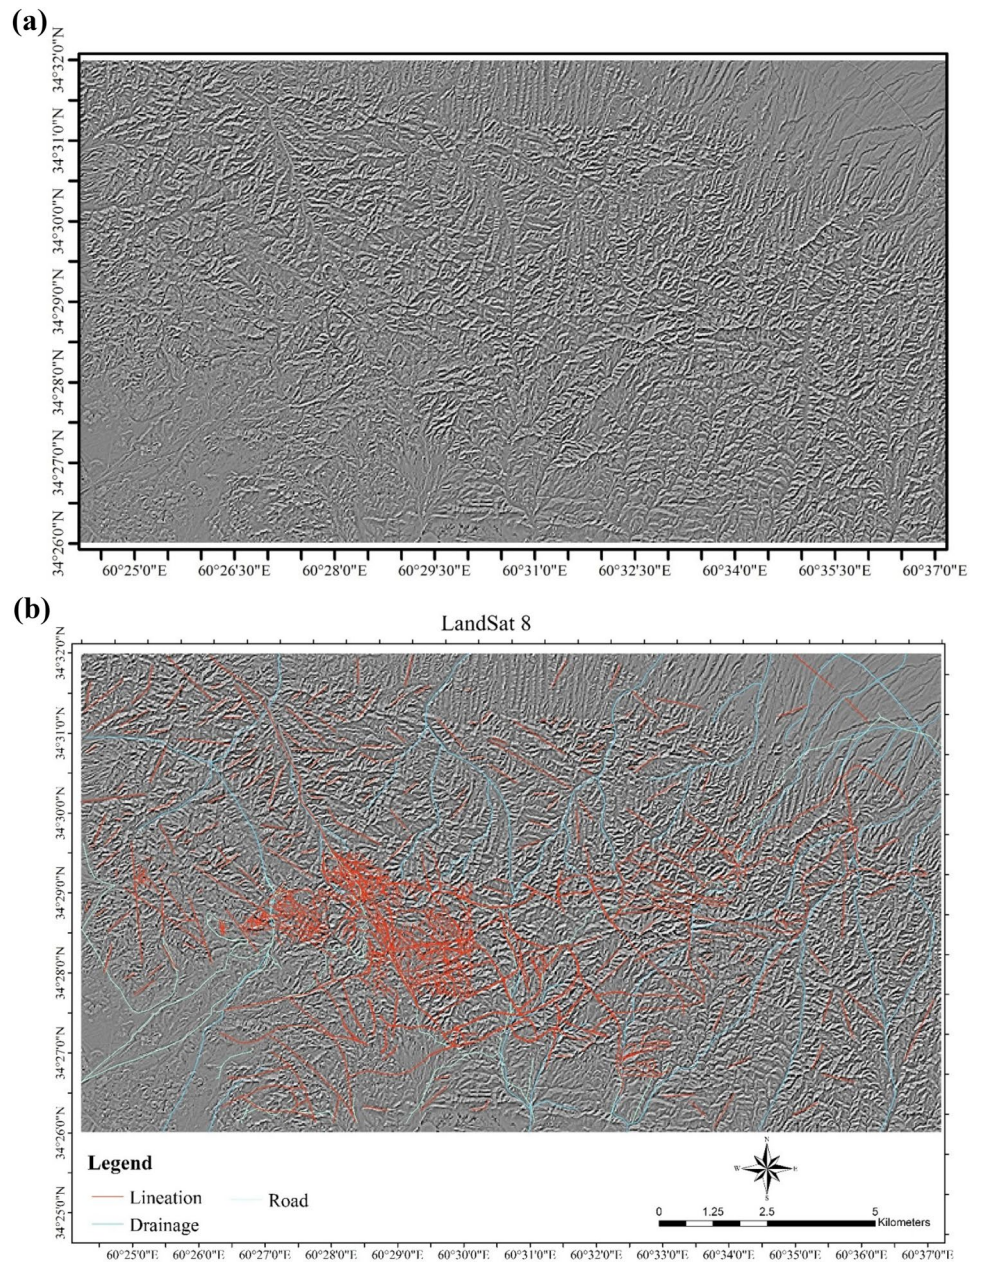 (a)
34°32'0"N
34°31'0"N
34°30'0"N
34°29'0"N
34°28'0"N
34°27'0"N
34°26'0"N
60°25'0"E 60°26'30"E 60°28'0"E 60°29'30"E 60°31'0"E 60°32'30"E 60°34'0"E 60°35'30"E 60°37'0"E
(b)
LandSat 8
34°32'0"N
34°31'0"N
34°30'0"N
34°29'0"N
34°28'0"N
34°27'0"N
34°26'0"N
34°25'0"N
Legend
Lineation
Road
Drainage
N
W E
S
0 1.25 2.5 5
Kilometers
60°25'0"E 60°26'0"E 60°27'0"E 60°28'0"E 60°29'0"E 60°30'0"E 60°31'0"E 60°32'0"E 60°33'0"E 60°34'0"E 60°35'0"E 60°36'0"E 60°37'0"E